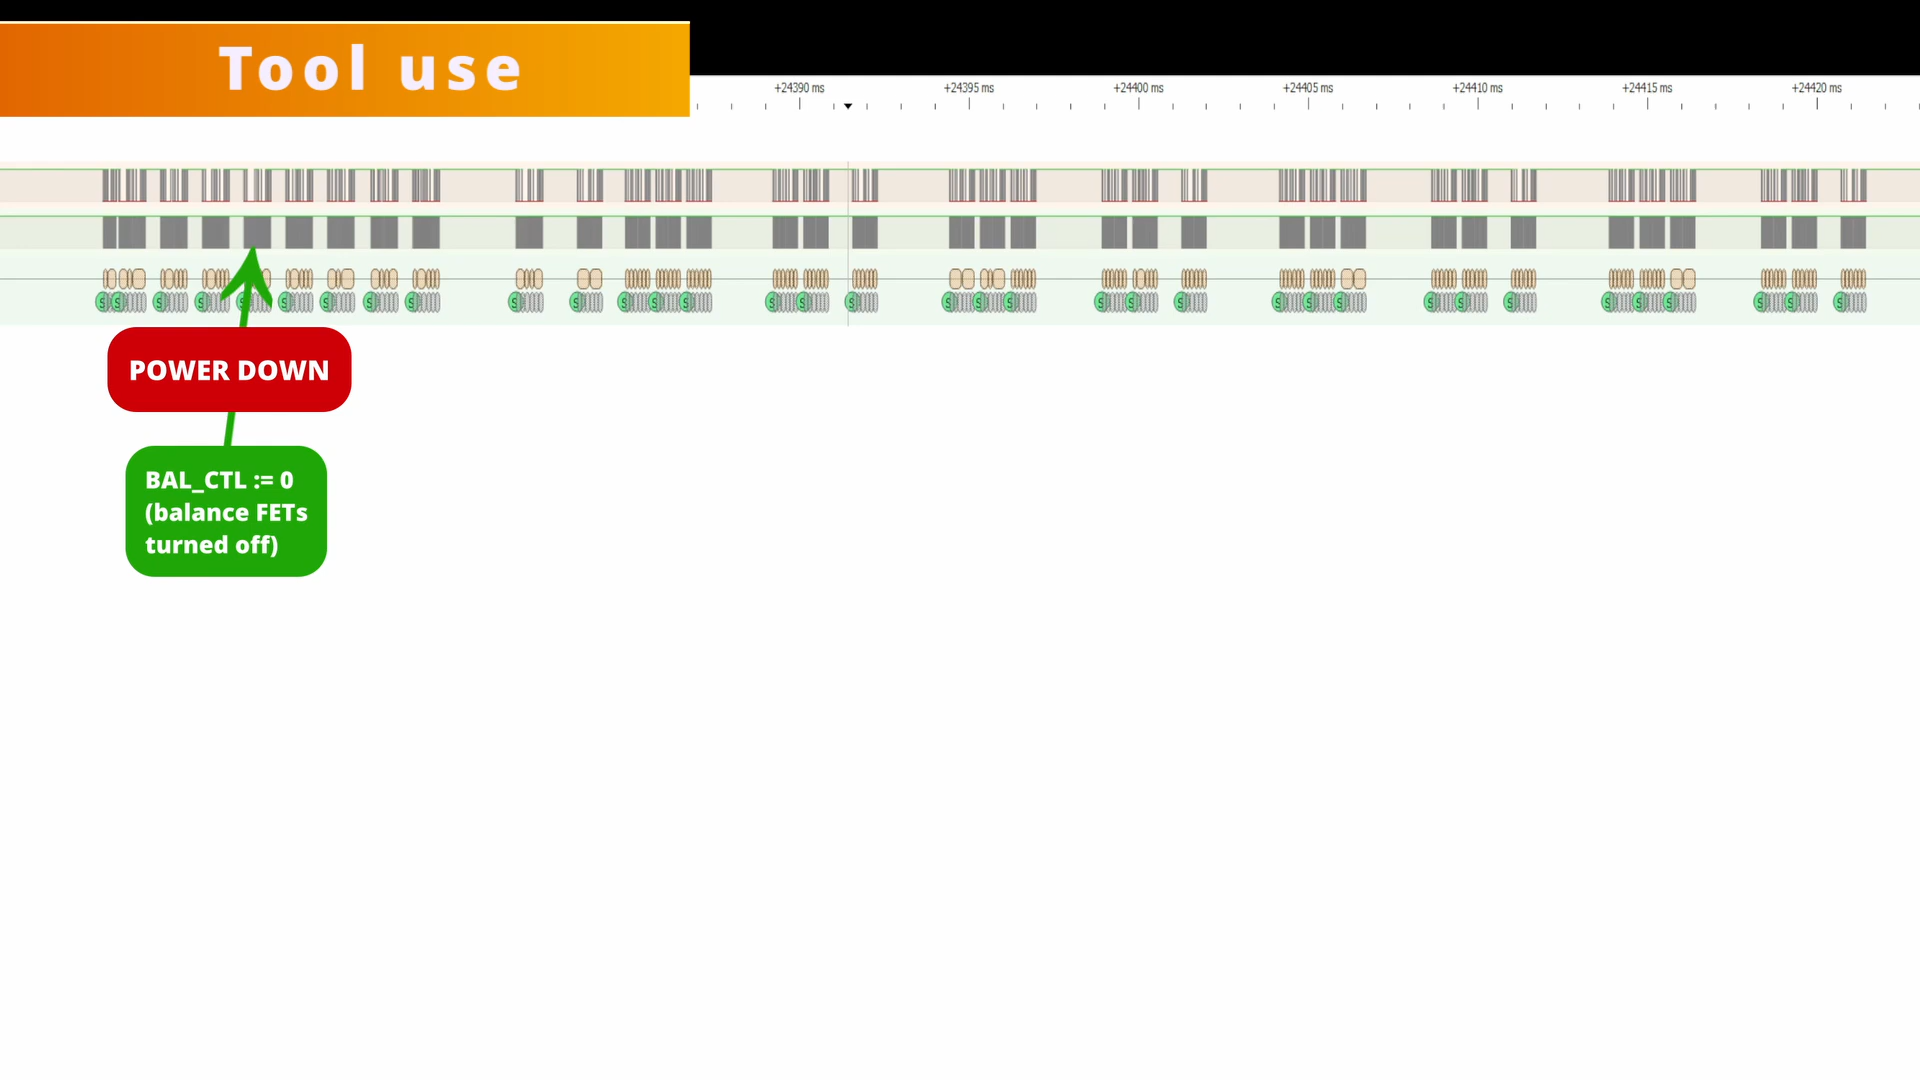 Tool use
+24390 ms
+24395 ms
+24400 ms
+24405 ms
+24410 ms
+24415 ms
+24420 ms
S S S S S S S S S S S S S S S S S S S S S S S S S S S S S S S S S
POWER DOWN
BAL_CTL := 0
(balance FETs
turned off)